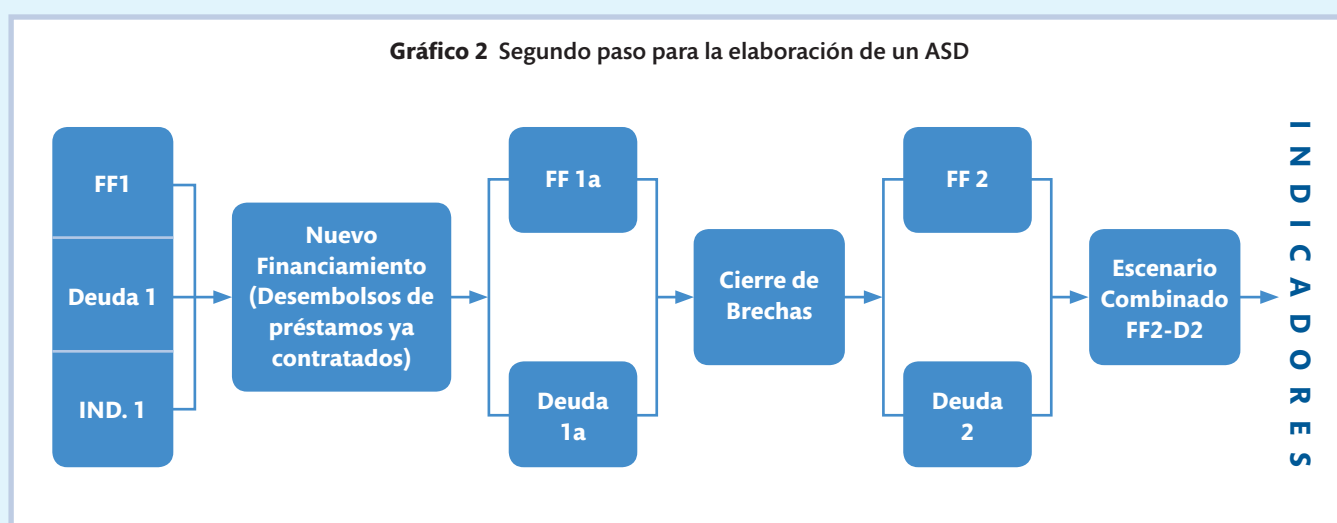 Gráfico 2 Segundo paso para la elaboración de un ASD
FF1
Deuda 1
IND. 1
Nuevo
Financiamiento
(Desembolsos de
préstamos ya
contratados)
FF 1a
Deuda
1a
Cierre de
Brechas
FF 2
Deuda
2
Escenario
Combinado
FF2-D2
INDICADORES